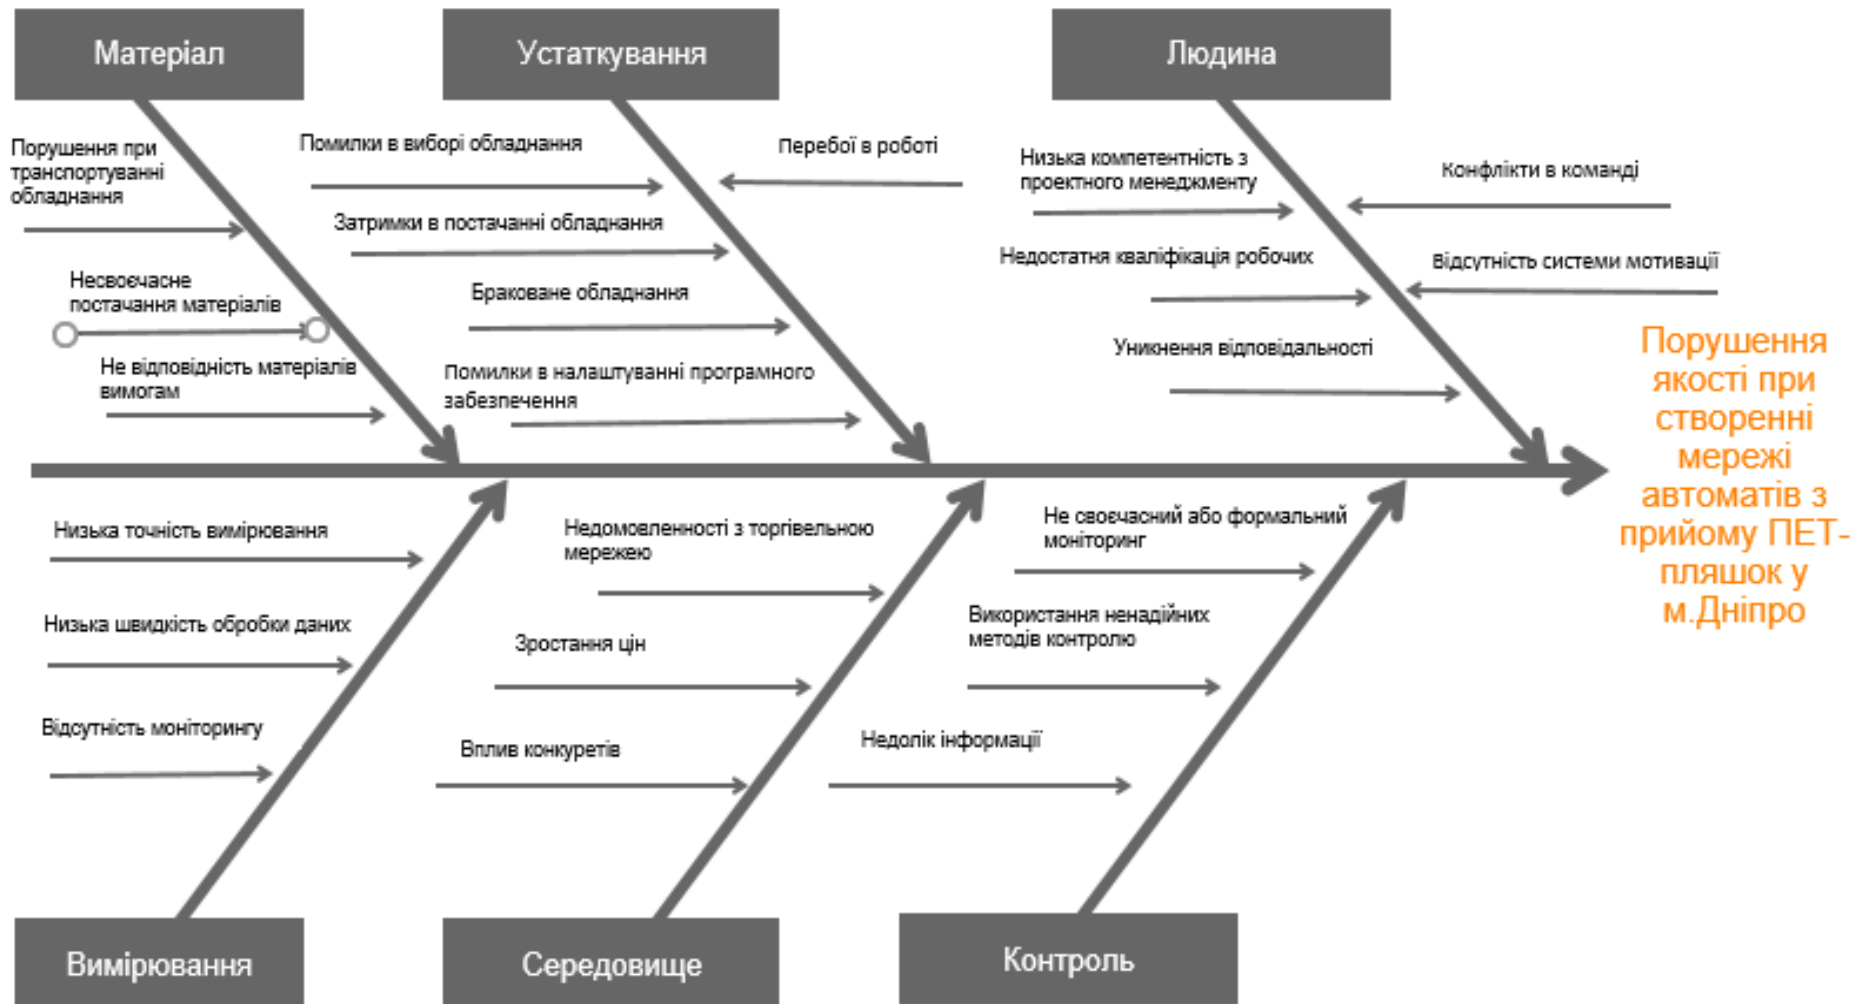 Матеріал
Устаткування
Людина
Порушення при
транспортуванні
обладнання
Несвоєчасне
постачання матеріалів
Не відповідність матеріалів
вимогам
Помилки в виборі обладнання
Перебої в роботі
Затримки в постачанні обладнання
Браковане обладнання
Помилки в налаштуванні програмного
забезпечення
Низька компетентність з
проектного менеджменту
Конфлікти в команді
Недостатня кваліфікація робочих
Відсутність системи мотивації
Уникнення відповідальності
Порушення
якості при
створенні
мережі
автоматів з
прийому ПЕТ-
пляшок у
м.Дніпро
Низька точність вимірювання
Низька швидкість обробки даних
Відсутність моніторингу
Недомовленності з торгівельною
мережею
Зростання цін
Вплив конкуретів
Не своєчасний або формальний
моніторинг
Використання ненадійних
методів контролю
Недолік інформації
Вимірювання
Середовище
Контроль